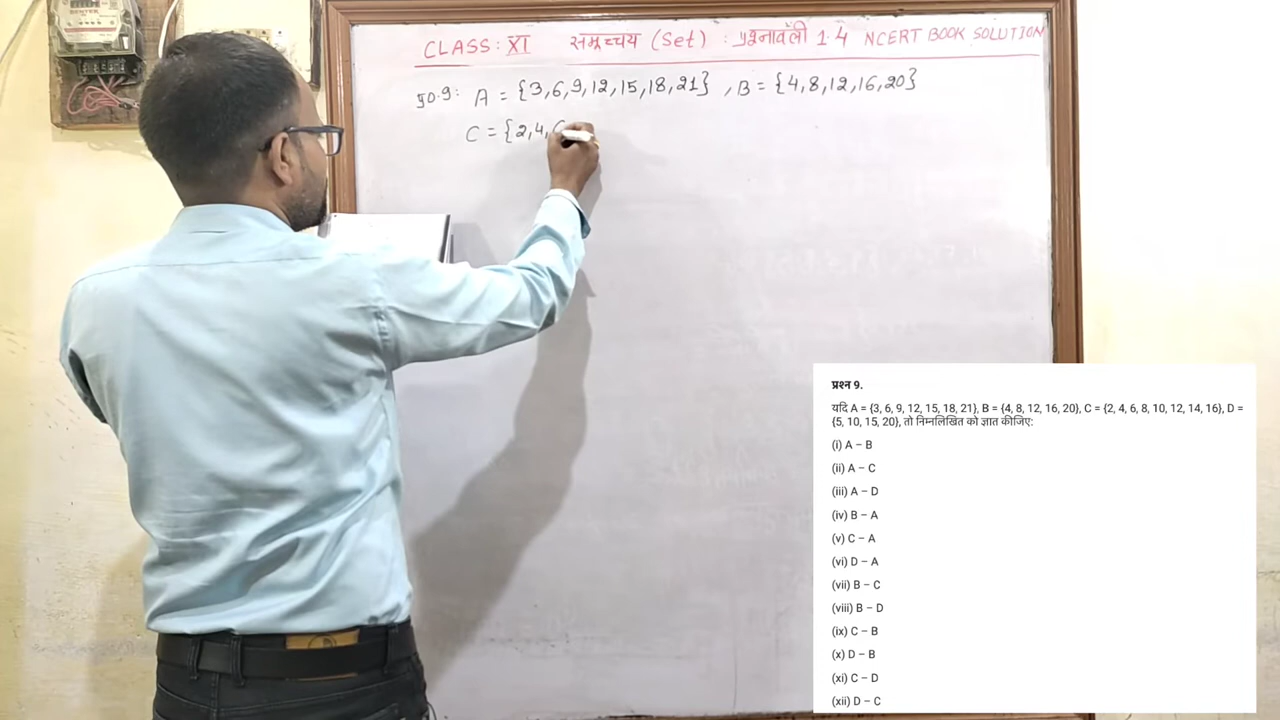 CLASS: XI समूच्चय (Set) : प्रश्नावली 1.4 NCERT BOOK SOLUTION
प्र0.9: A = {3,6,9,12,15,18,21} , B = {4,8,12,16,20}
C = {2,4,6
प्रश्न 9.
यदि A = {3, 6, 9, 12, 15, 18, 21}, B = {4, 8, 12, 16, 20}, C = {2, 4, 6, 8, 10, 12, 14, 16}, D =
{5, 10, 15, 20}, तो निम्नलिखित को ज्ञात कीजिए:
(i) A – B
(ii) A – C
(iii) A – D
(iv) B – A
(v) C – A
(vi) D – A
(vii) B – C
(viii) B – D
(ix) C – B
(x) D – B
(xi) C – D
(xii) D – C